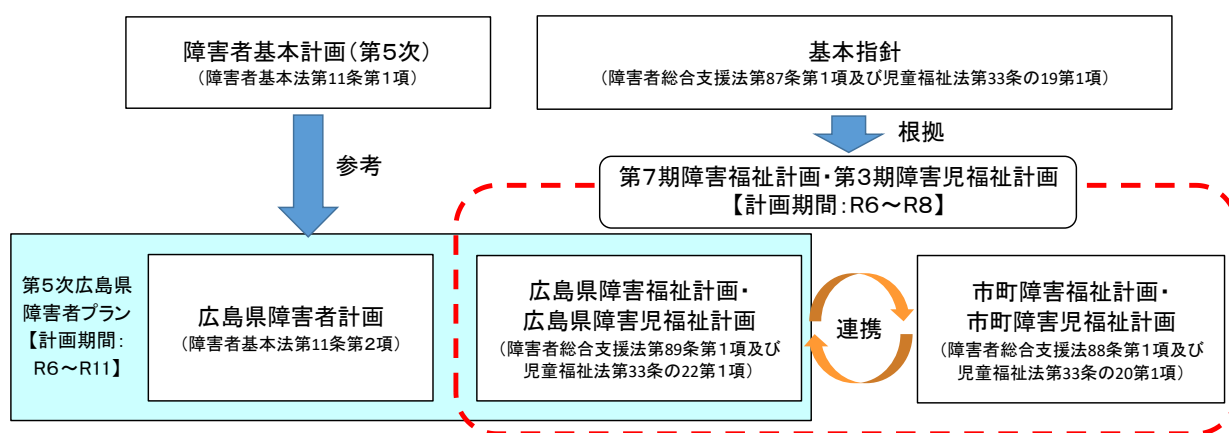 障害者基本計画（第５次）
（障害者基本法第11条第１項）
基本指針
（障害者総合支援法第87条第１項及び児童福祉法第33条の19第１項）
参考
根拠
第７期障害福祉計画・第３期障害児福祉計画
【計画期間：R６～R８】
第５次広島県
障害者プラン
【計画期間：
R６～R11】
広島県障害者計画
（障害者基本法第11条第２項）
広島県障害福祉計画・
広島県障害児福祉計画
（障害者総合支援法第89条第１項及び
児童福祉法第33条の22第１項）
連携
市町障害福祉計画・
市町障害児福祉計画
（障害者総合支援法88条第１項及び
児童福祉法第33条の20第1項）